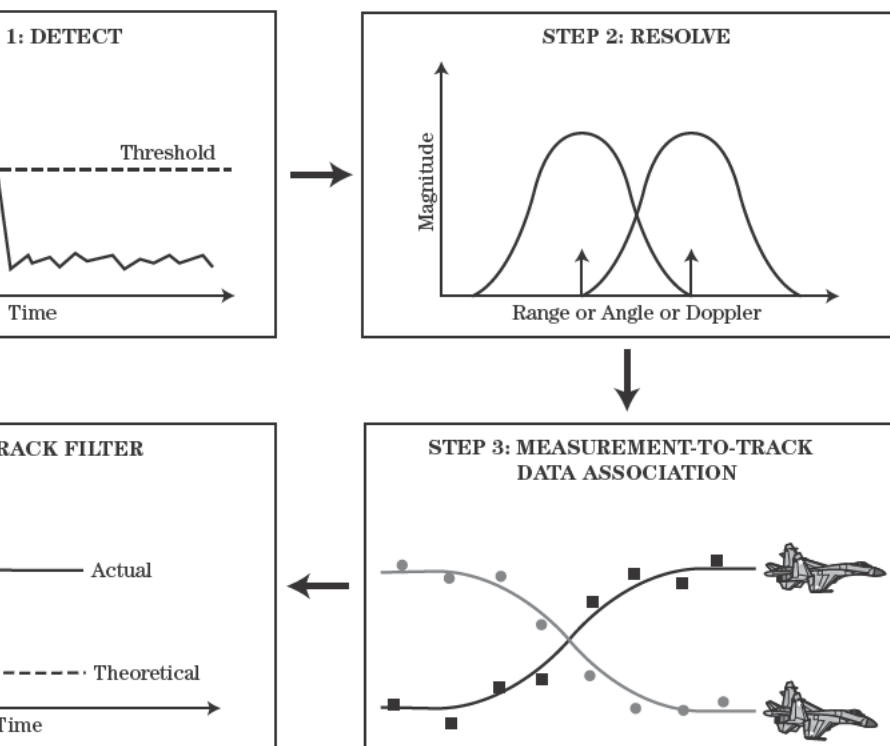 1: DETECT
Threshold
Time
STEP 2: RESOLVE
Magnitude
Range or Angle or Doppler
RACK FILTER
Actual
Theoretical
Time
STEP 3: MEASUREMENT-TO-TRACK
DATA ASSOCIATION